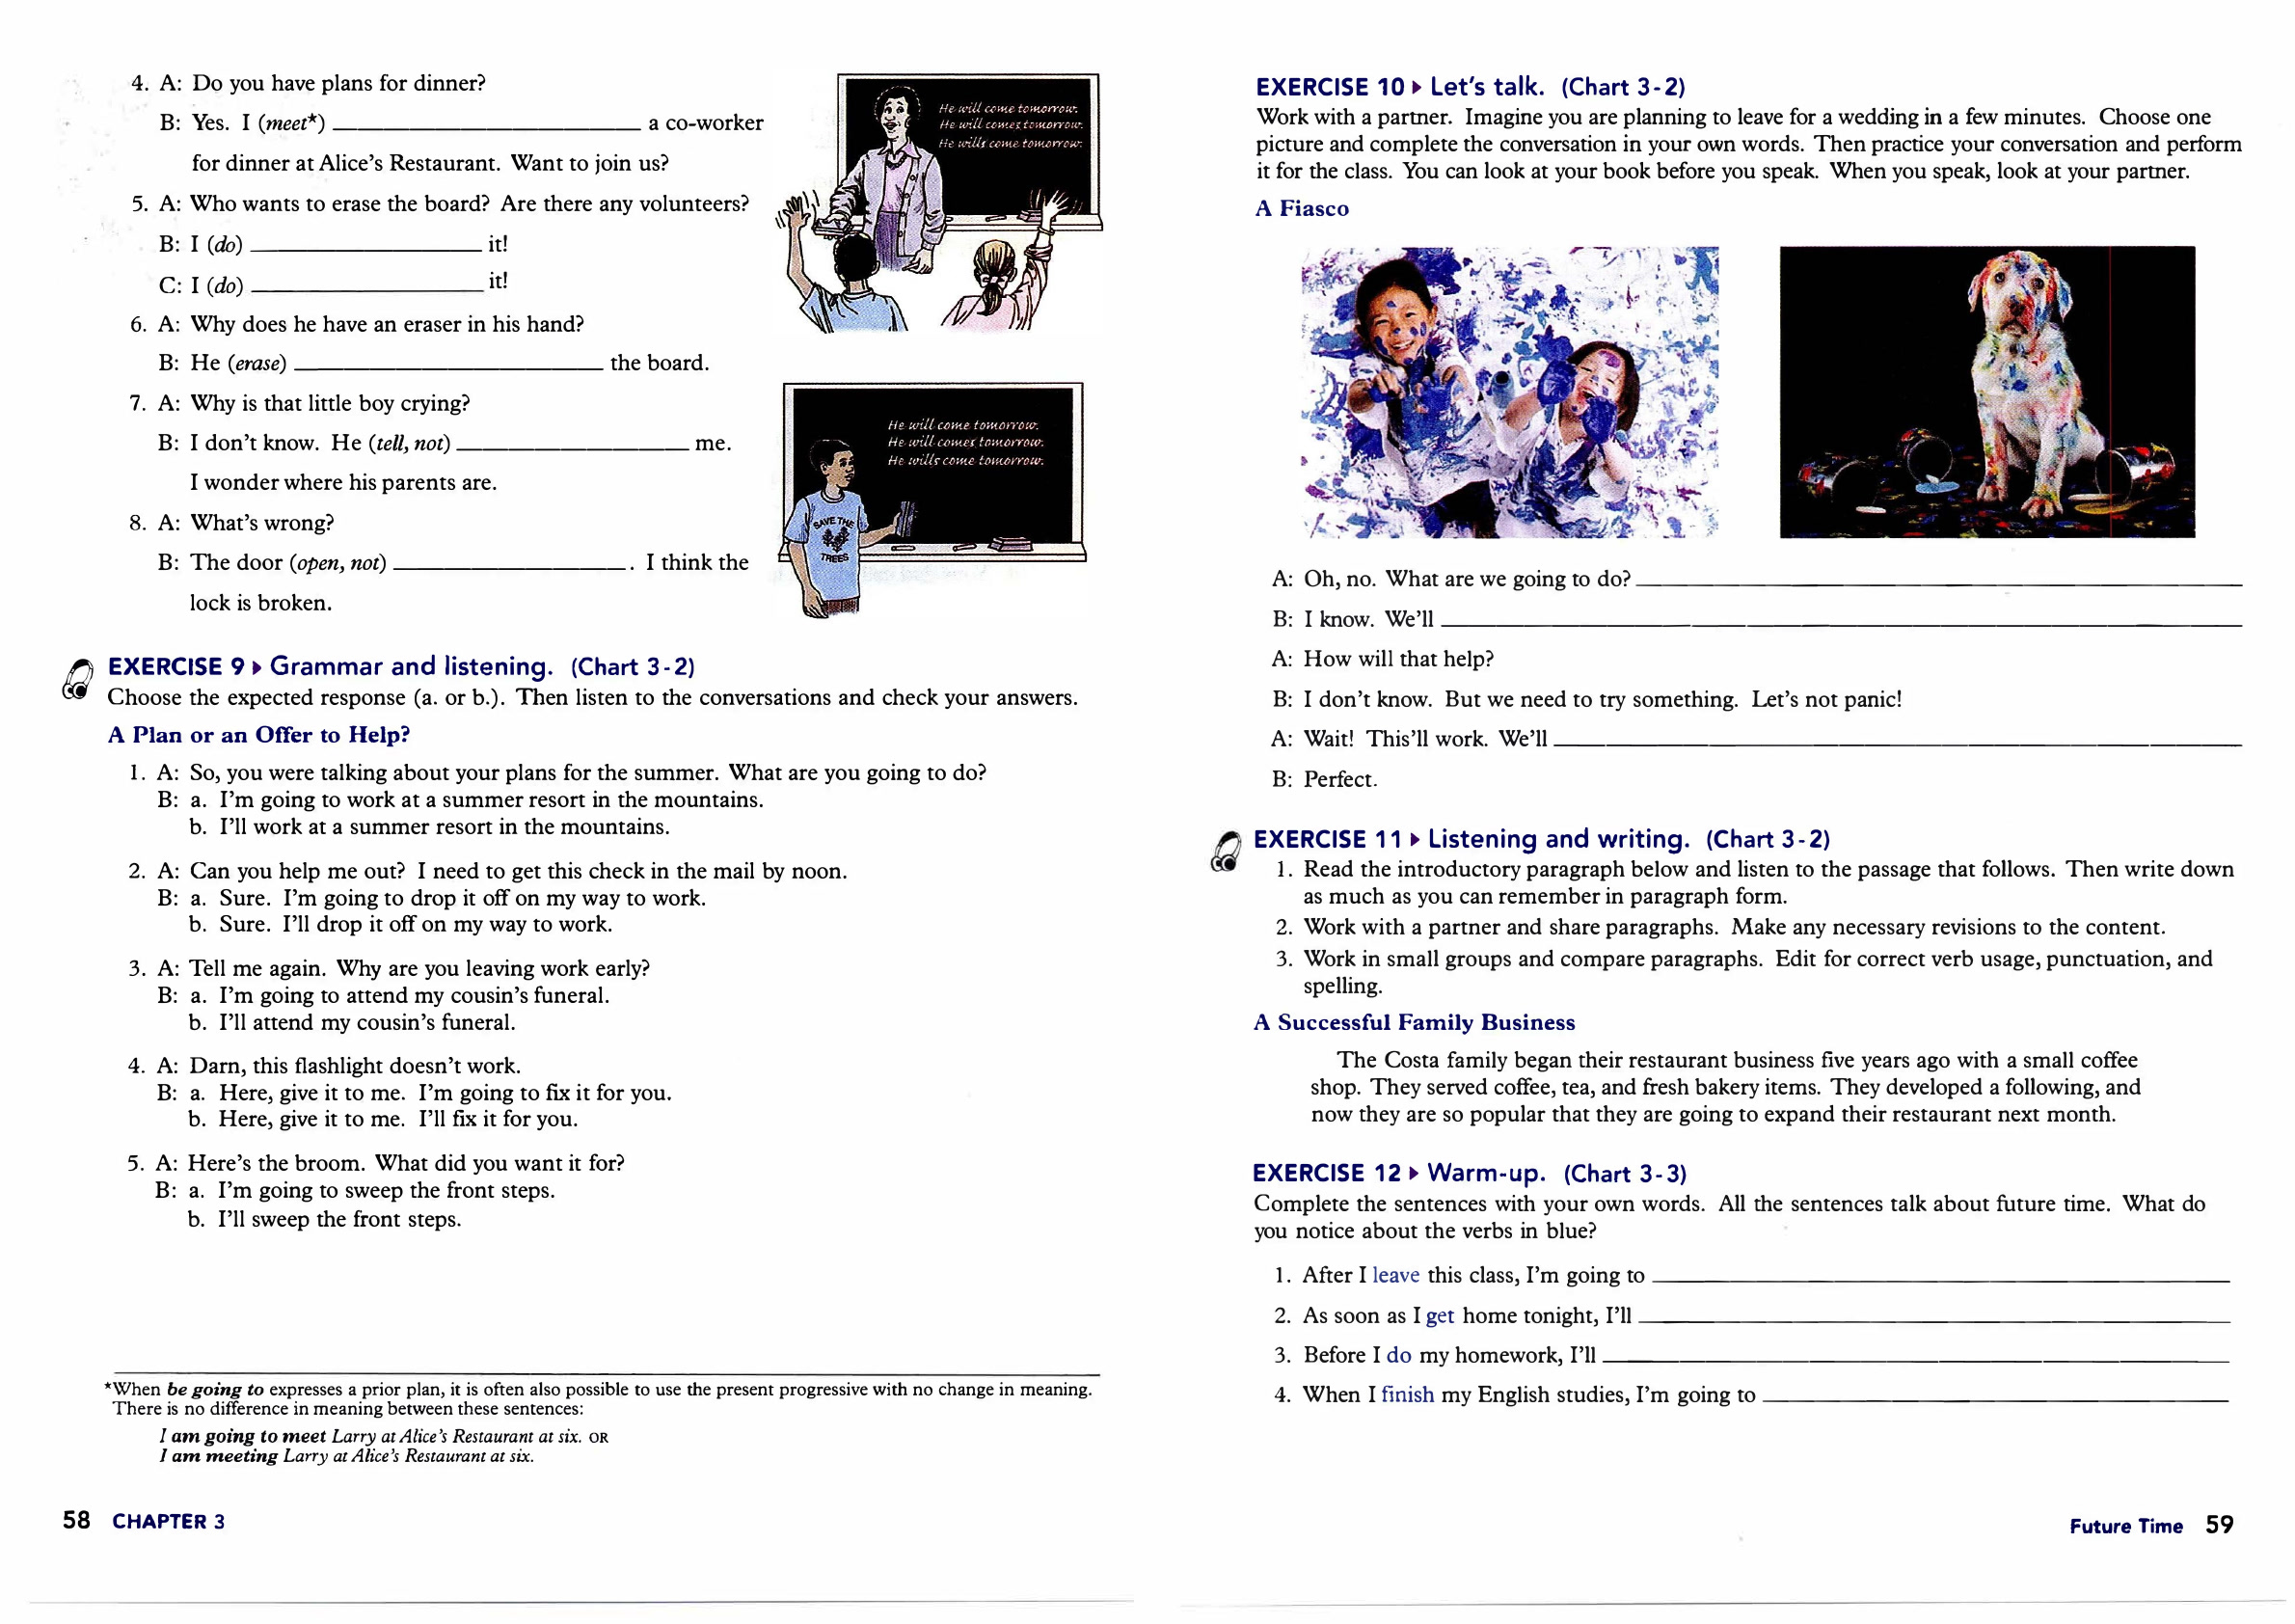 4. A: Do you have plans for dinner?
B: Yes. I (meet*) ______ a co-worker
for dinner at Alice's Restaurant. Want to join us?
5. A: Who wants to erase the board? Are there any volunteers?
B: I (do) ______ it!
C: I (do) ______ it!
6. A: Why does he have an eraser in his hand?
B: He (erase) ______ the board.
7. A: Why is that little boy crying?
B: I don't know. He (tell, not) ______ me.
I wonder where his parents are.
8. A: What's wrong?
B: The door (open, not) ______. I think the
lock is broken.
He will come tomorrow.
He will comes tomorrow.
He wills come tomorrow.
He will come tomorrow.
He will comes tomorrow.
He wills come tomorrow.
SAVE THE
TREES
EXERCISE 9 ▸ Grammar and listening. (Chart 3-2)
Choose the expected response (a. or b.). Then listen to the conversations and check your answers.
A Plan or an Offer to Help?
1. A: So, you were talking about your plans for the summer. What are you going to do?
B: a. I'm going to work at a summer resort in the mountains.
b. I'll work at a summer resort in the mountains.
2. A: Can you help me out? I need to get this check in the mail by noon.
B: a. Sure. I'm going to drop it off on my way to work.
b. Sure. I'll drop it off on my way to work.
3. A: Tell me again. Why are you leaving work early?
B: a. I'm going to attend my cousin's funeral.
b. I'll attend my cousin's funeral.
4. A: Darn, this flashlight doesn't work.
B: a. Here, give it to me. I'm going to fix it for you.
b. Here, give it to me. I'll fix it for you.
5. A: Here's the broom. What did you want it for?
B: a. I'm going to sweep the front steps.
b. I'll sweep the front steps.
*When be going to expresses a prior plan, it is often also possible to use the present progressive with no change in meaning.
There is no difference in meaning between these sentences:
I am going to meet Larry at Alice's Restaurant at six. OR
I am meeting Larry at Alice's Restaurant at six.
58 CHAPTER 3
EXERCISE 10 ▸ Let's talk. (Chart 3-2)
Work with a partner. Imagine you are planning to leave for a wedding in a few minutes. Choose one
picture and complete the conversation in your own words. Then practice your conversation and perform
it for the class. You can look at your book before you speak. When you speak, look at your partner.
A Fiasco
A: Oh, no. What are we going to do? ______
B: I know. We'll ______
A: How will that help?
B: I don't know. But we need to try something. Let's not panic!
A: Wait! This'll work. We'll ______
B: Perfect.
EXERCISE 11 ▸ Listening and writing. (Chart 3-2)
1. Read the introductory paragraph below and listen to the passage that follows. Then write down
as much as you can remember in paragraph form.
2. Work with a partner and share paragraphs. Make any necessary revisions to the content.
3. Work in small groups and compare paragraphs. Edit for correct verb usage, punctuation, and
spelling.
A Successful Family Business
The Costa family began their restaurant business five years ago with a small coffee
shop. They served coffee, tea, and fresh bakery items. They developed a following, and
now they are so popular that they are going to expand their restaurant next month.
EXERCISE 12 ▸ Warm-up. (Chart 3-3)
Complete the sentences with your own words. All the sentences talk about future time. What do
you notice about the verbs in blue?
1. After I leave this class, I'm going to ______
2. As soon as I get home tonight, I'll ______
3. Before I do my homework, I'll ______
4. When I finish my English studies, I'm going to ______
Future Time 59